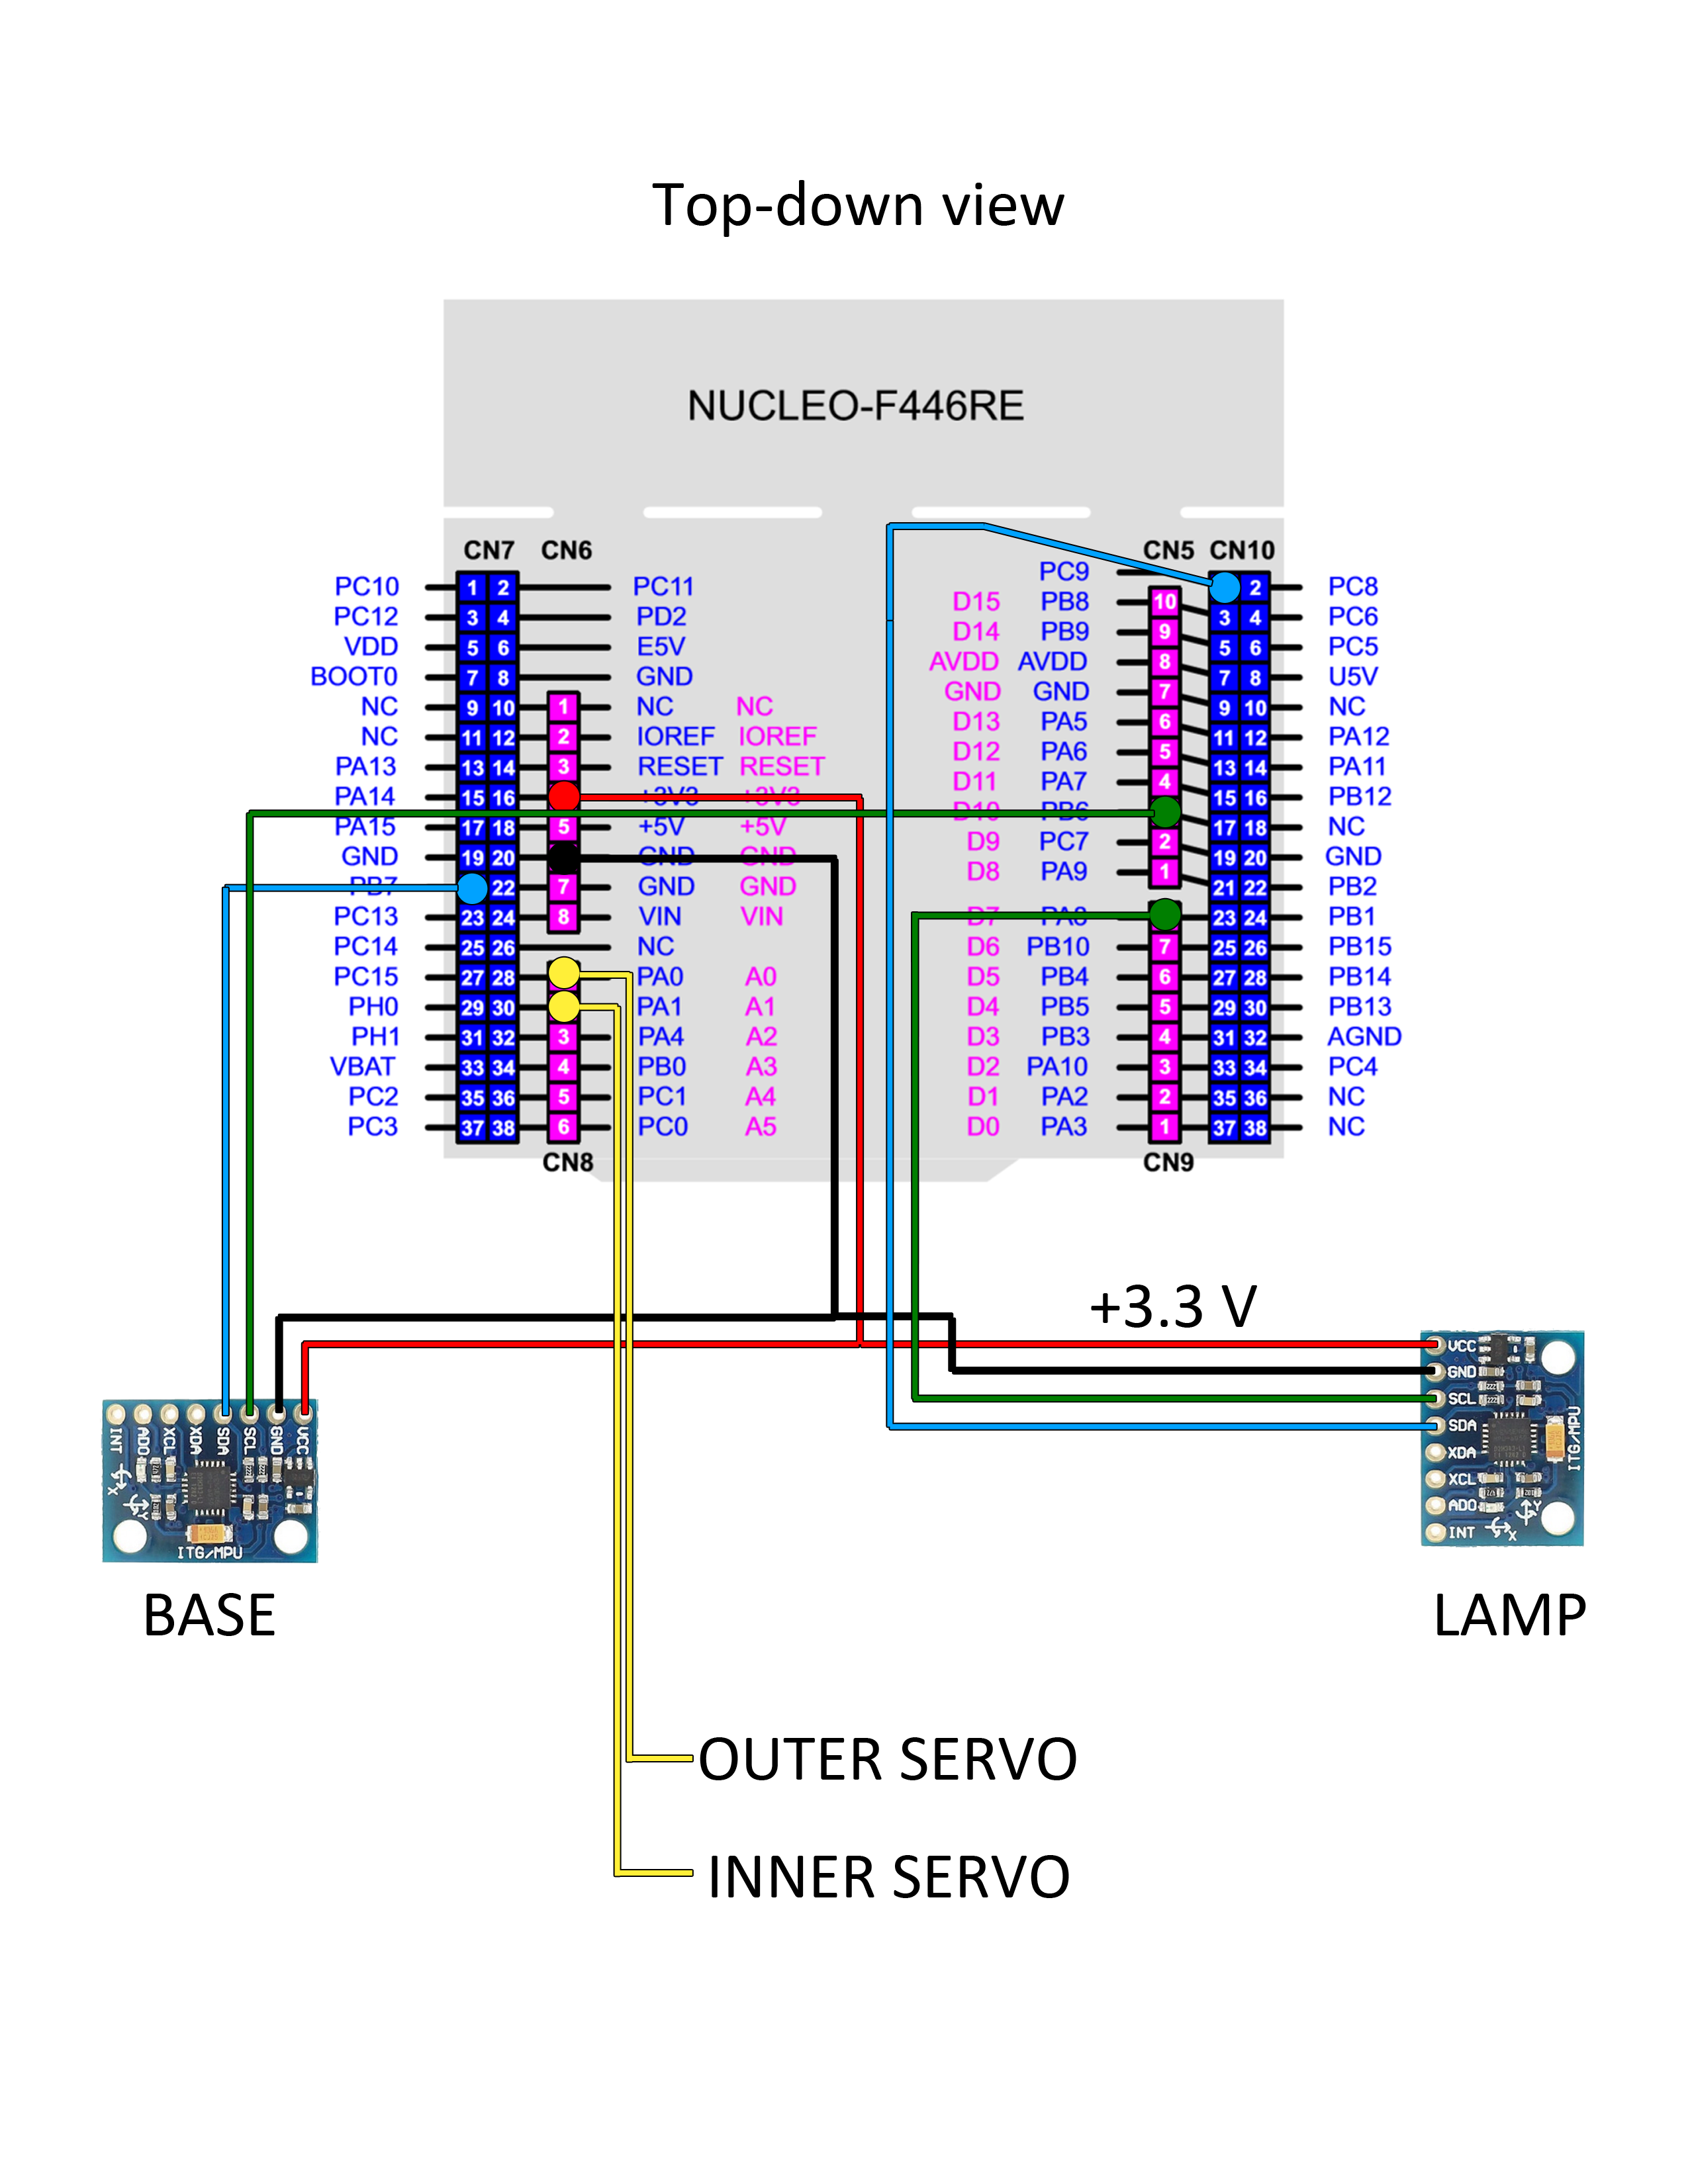 Top-down view
NUCLEO-F446RE
CN7 CN6 CN5 CN10
PC9
PC10 1 2 PC11 2 PC8
D15 PB8 10
PC12 3 4 PD2 3 4 PC6
D14 PB9 9
VDD 5 6 E5V 5 6 PC5
AVDD AVDD 8
BOOT0 7 8 GND 7 8 U5V
GND GND 7
NC 9 10 1 NC NC 9 10 NC
D13 PA5 6
NC 11 12 2 IOREF IOREF 11 12 PA12
D12 PA6 5
PA13 13 14 3 RESET RESET 13 14 PA11
D11 PA7 4
PA14 15 16 +3V3 +3V3 15 16 PB12
D10 PB6
PA15 17 18 5 +5V +5V 17 18 NC
D9 PC7 2
GND 19 20 GND GND 19 20 GND
D8 PA9 1
PB7 22 7 GND GND 21 22 PB2
PC13 23 24 8 VIN VIN D7 PA8 23 24 PB1
PC14 25 26 NC D6 PB10 7 25 26 PB15
PC15 27 28 PA0 A0 D5 PB4 6 27 28 PB14
PH0 29 30 PA1 A1 D4 PB5 5 29 30 PB13
PH1 31 32 3 PA4 A2 D3 PB3 4 31 32 AGND
VBAT 33 34 4 PB0 A3 D2 PA10 3 33 34 PC4
PC2 35 36 5 PC1 A4 D1 PA2 2 35 36 NC
PC3 37 38 6 PC0 A5 D0 PA3 1 37 38 NC
CN8 CN9
+3.3 V
VCC
GND
SCL
SDA
XDA
XCL
ADO
INT
X
Y
ITG/MPU
INT ADO XCL XDA SDA SCL GND VCC
X
Y
ITG/MPU
BASE LAMP
OUTER SERVO
INNER SERVO